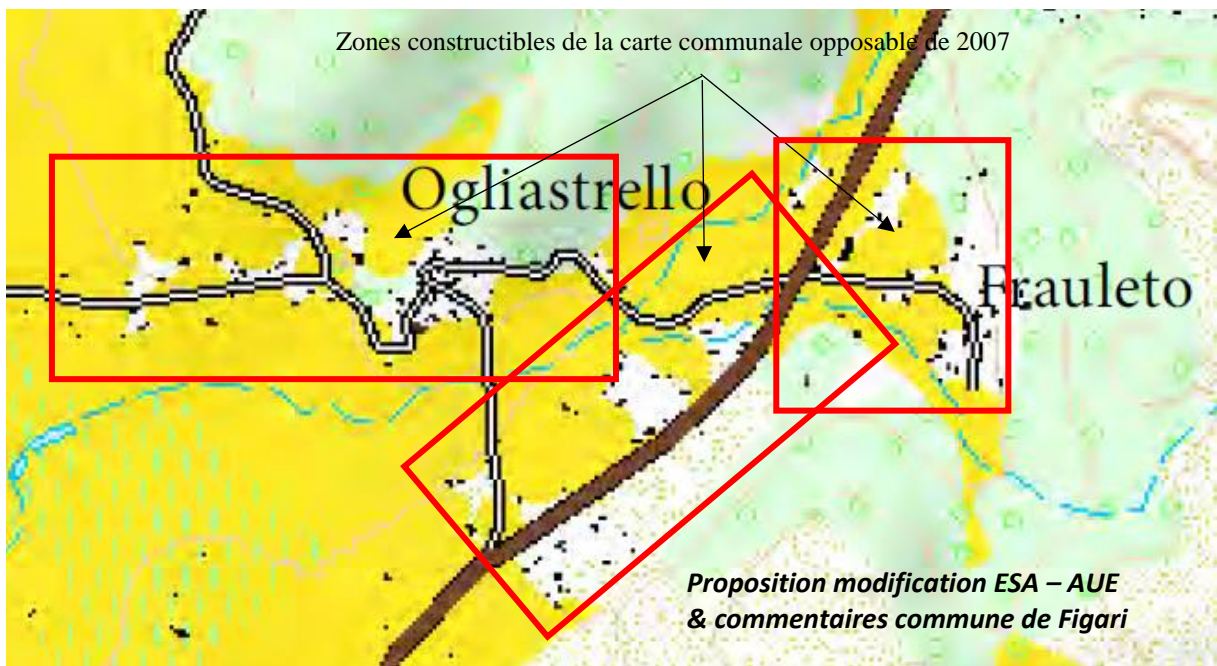 Zones constructibles de la carte communale opposable de 2007
Ogliastrello
Frauleto
Proposition modification ESA – AUE
& commentaires commune de Figari